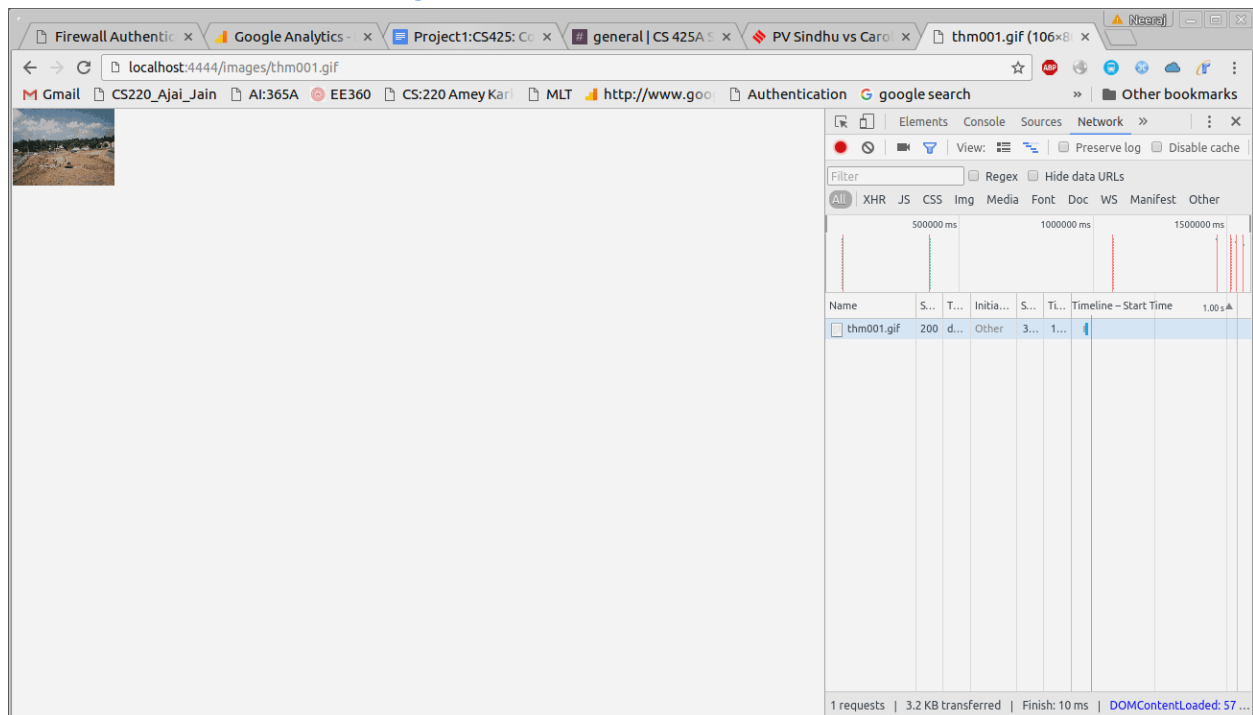 Neeraj
Firewall Authentic Google Analytics - Project1:CS425: Co general | CS 425A S PV Sindhu vs Carol thm001.gif (106×8
localhost:4444/images/thm001.gif
Gmail CS220_Ajai_Jain AI:365A EE360 CS:220 Amey Kar MLT http://www.goo Authentication google search » Other bookmarks
Elements Console Sources Network »
View: Preserve log Disable cache
Filter Regex Hide data URLs
All XHR JS CSS Img Media Font Doc WS Manifest Other
500000 ms 1000000 ms 1500000 ms
Name S... T... Initia... S... Ti... Timeline – Start Time 1.00 s
thm001.gif 200 d... Other 3... 1...
1 requests | 3.2 KB transferred | Finish: 10 ms | DOMContentLoaded: 57 ...